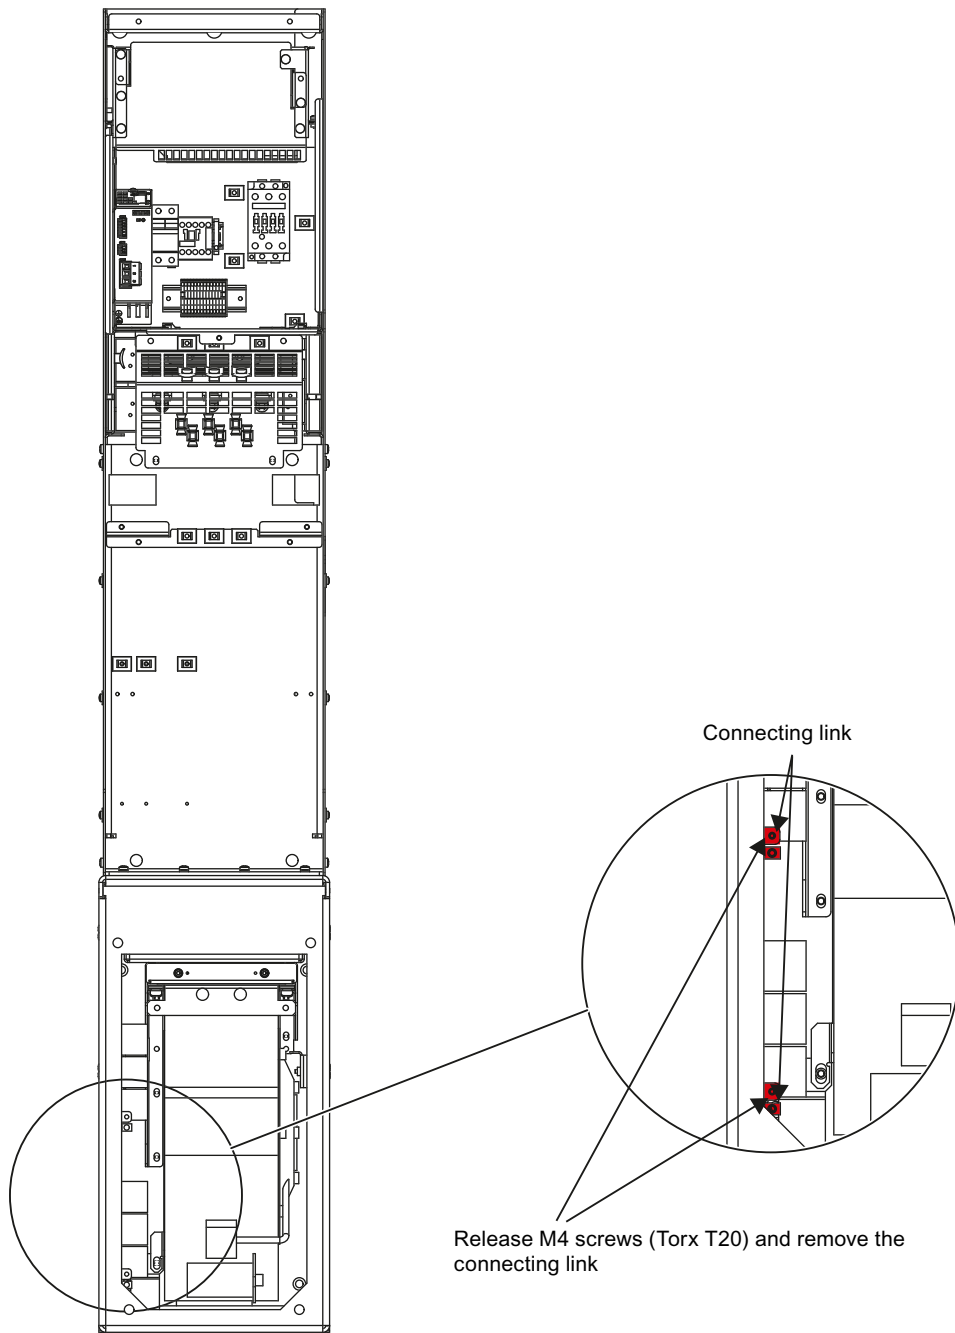 Connecting link
Release M4 screws (Torx T20) and remove the
connecting link